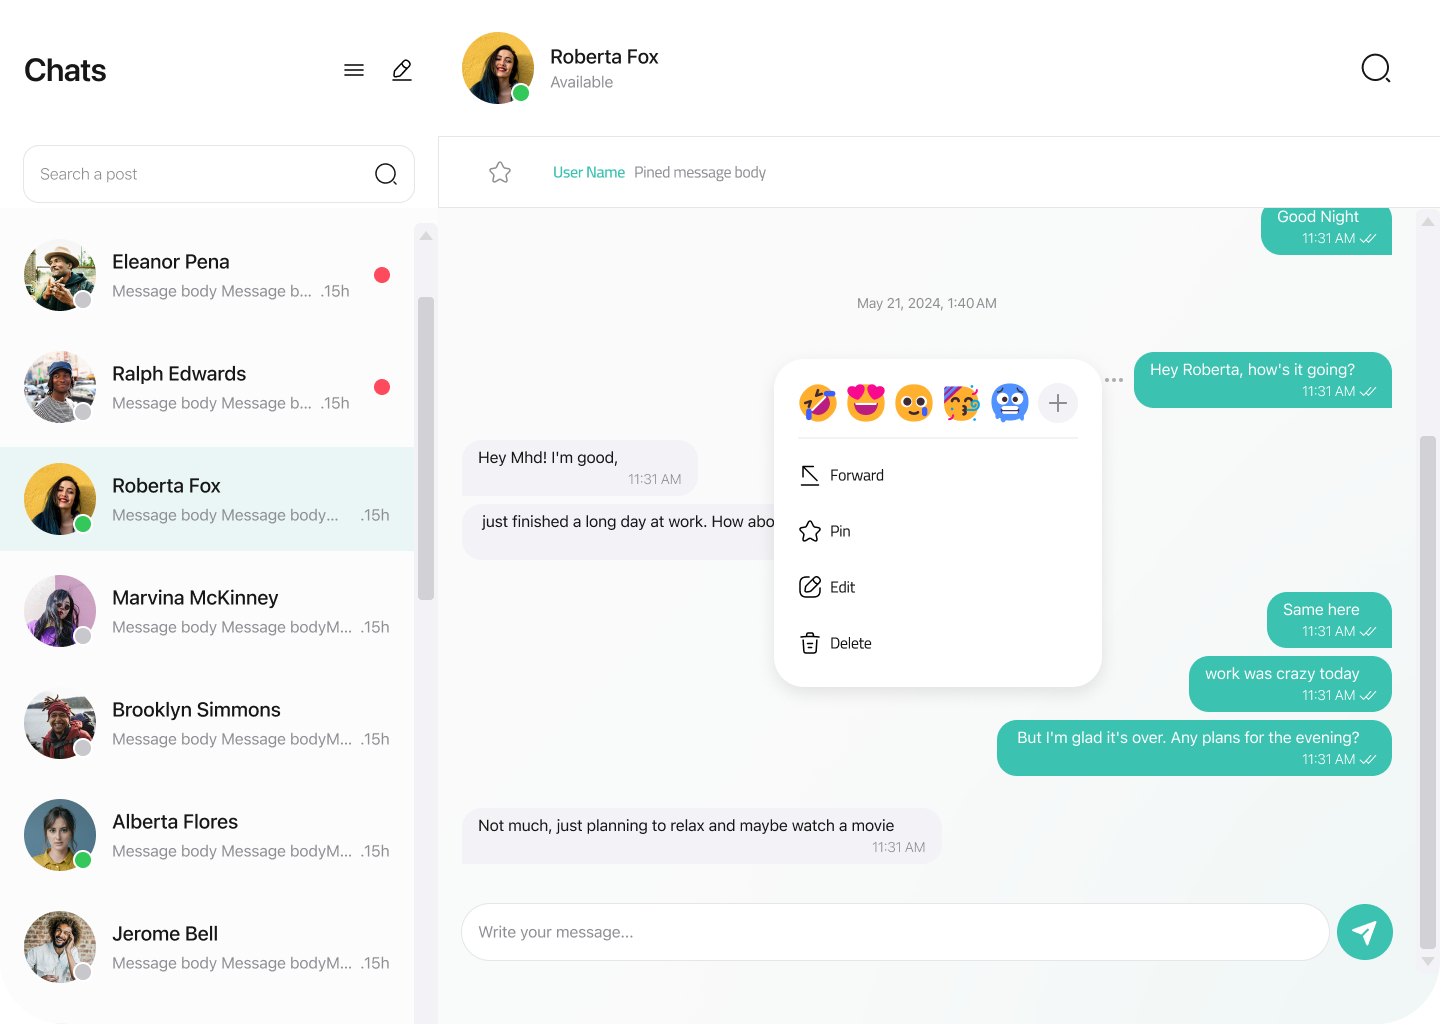 Chats
Search a post
Eleanor Pena
Message body Message b... .15h
Ralph Edwards
Message body Message b... .15h
Roberta Fox
Message body Message body... .15h
Marvina McKinney
Message body Message bodyM... .15h
Brooklyn Simmons
Message body Message bodyM... .15h
Alberta Flores
Message body Message bodyM... .15h
Jerome Bell
Message body Message bodyM... .15h
Roberta Fox
Available
User Name Pined message body
Good Night
11:31 AM
May 21, 2024, 1:40 AM
Hey Roberta, how's it going?
11:31 AM
Hey Mhd! I'm good,
11:31 AM
just finished a long day at work. How abo
Forward
Pin
Edit
Delete
Same here
11:31 AM
work was crazy today
11:31 AM
But I'm glad it's over. Any plans for the evening?
11:31 AM
Not much, just planning to relax and maybe watch a movie
11:31 AM
Write your message...